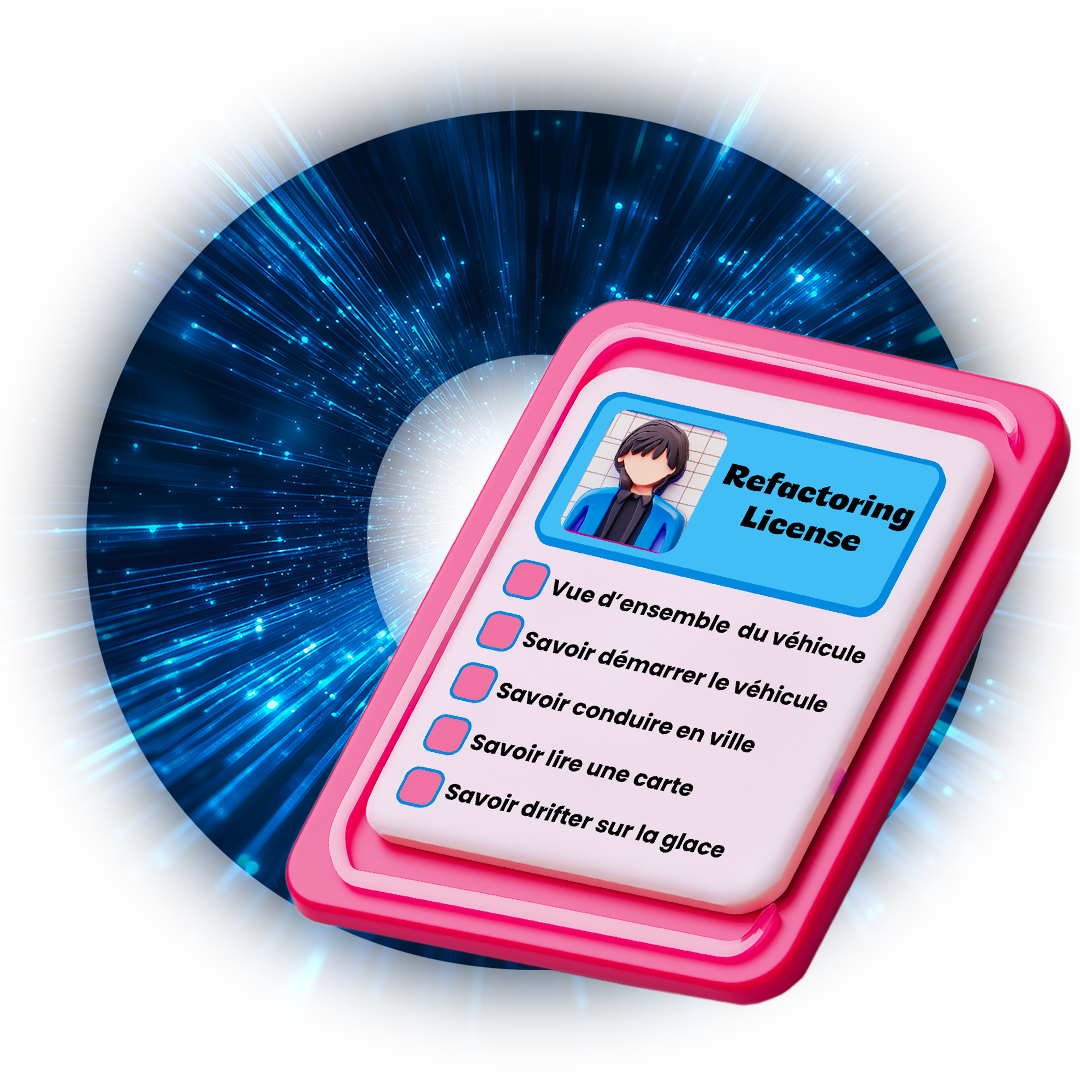 Refactoring
License
Vue d’ensemble du véhicule
Savoir démarrer le véhicule
Savoir conduire en ville
Savoir lire une carte
Savoir drifter sur la glace